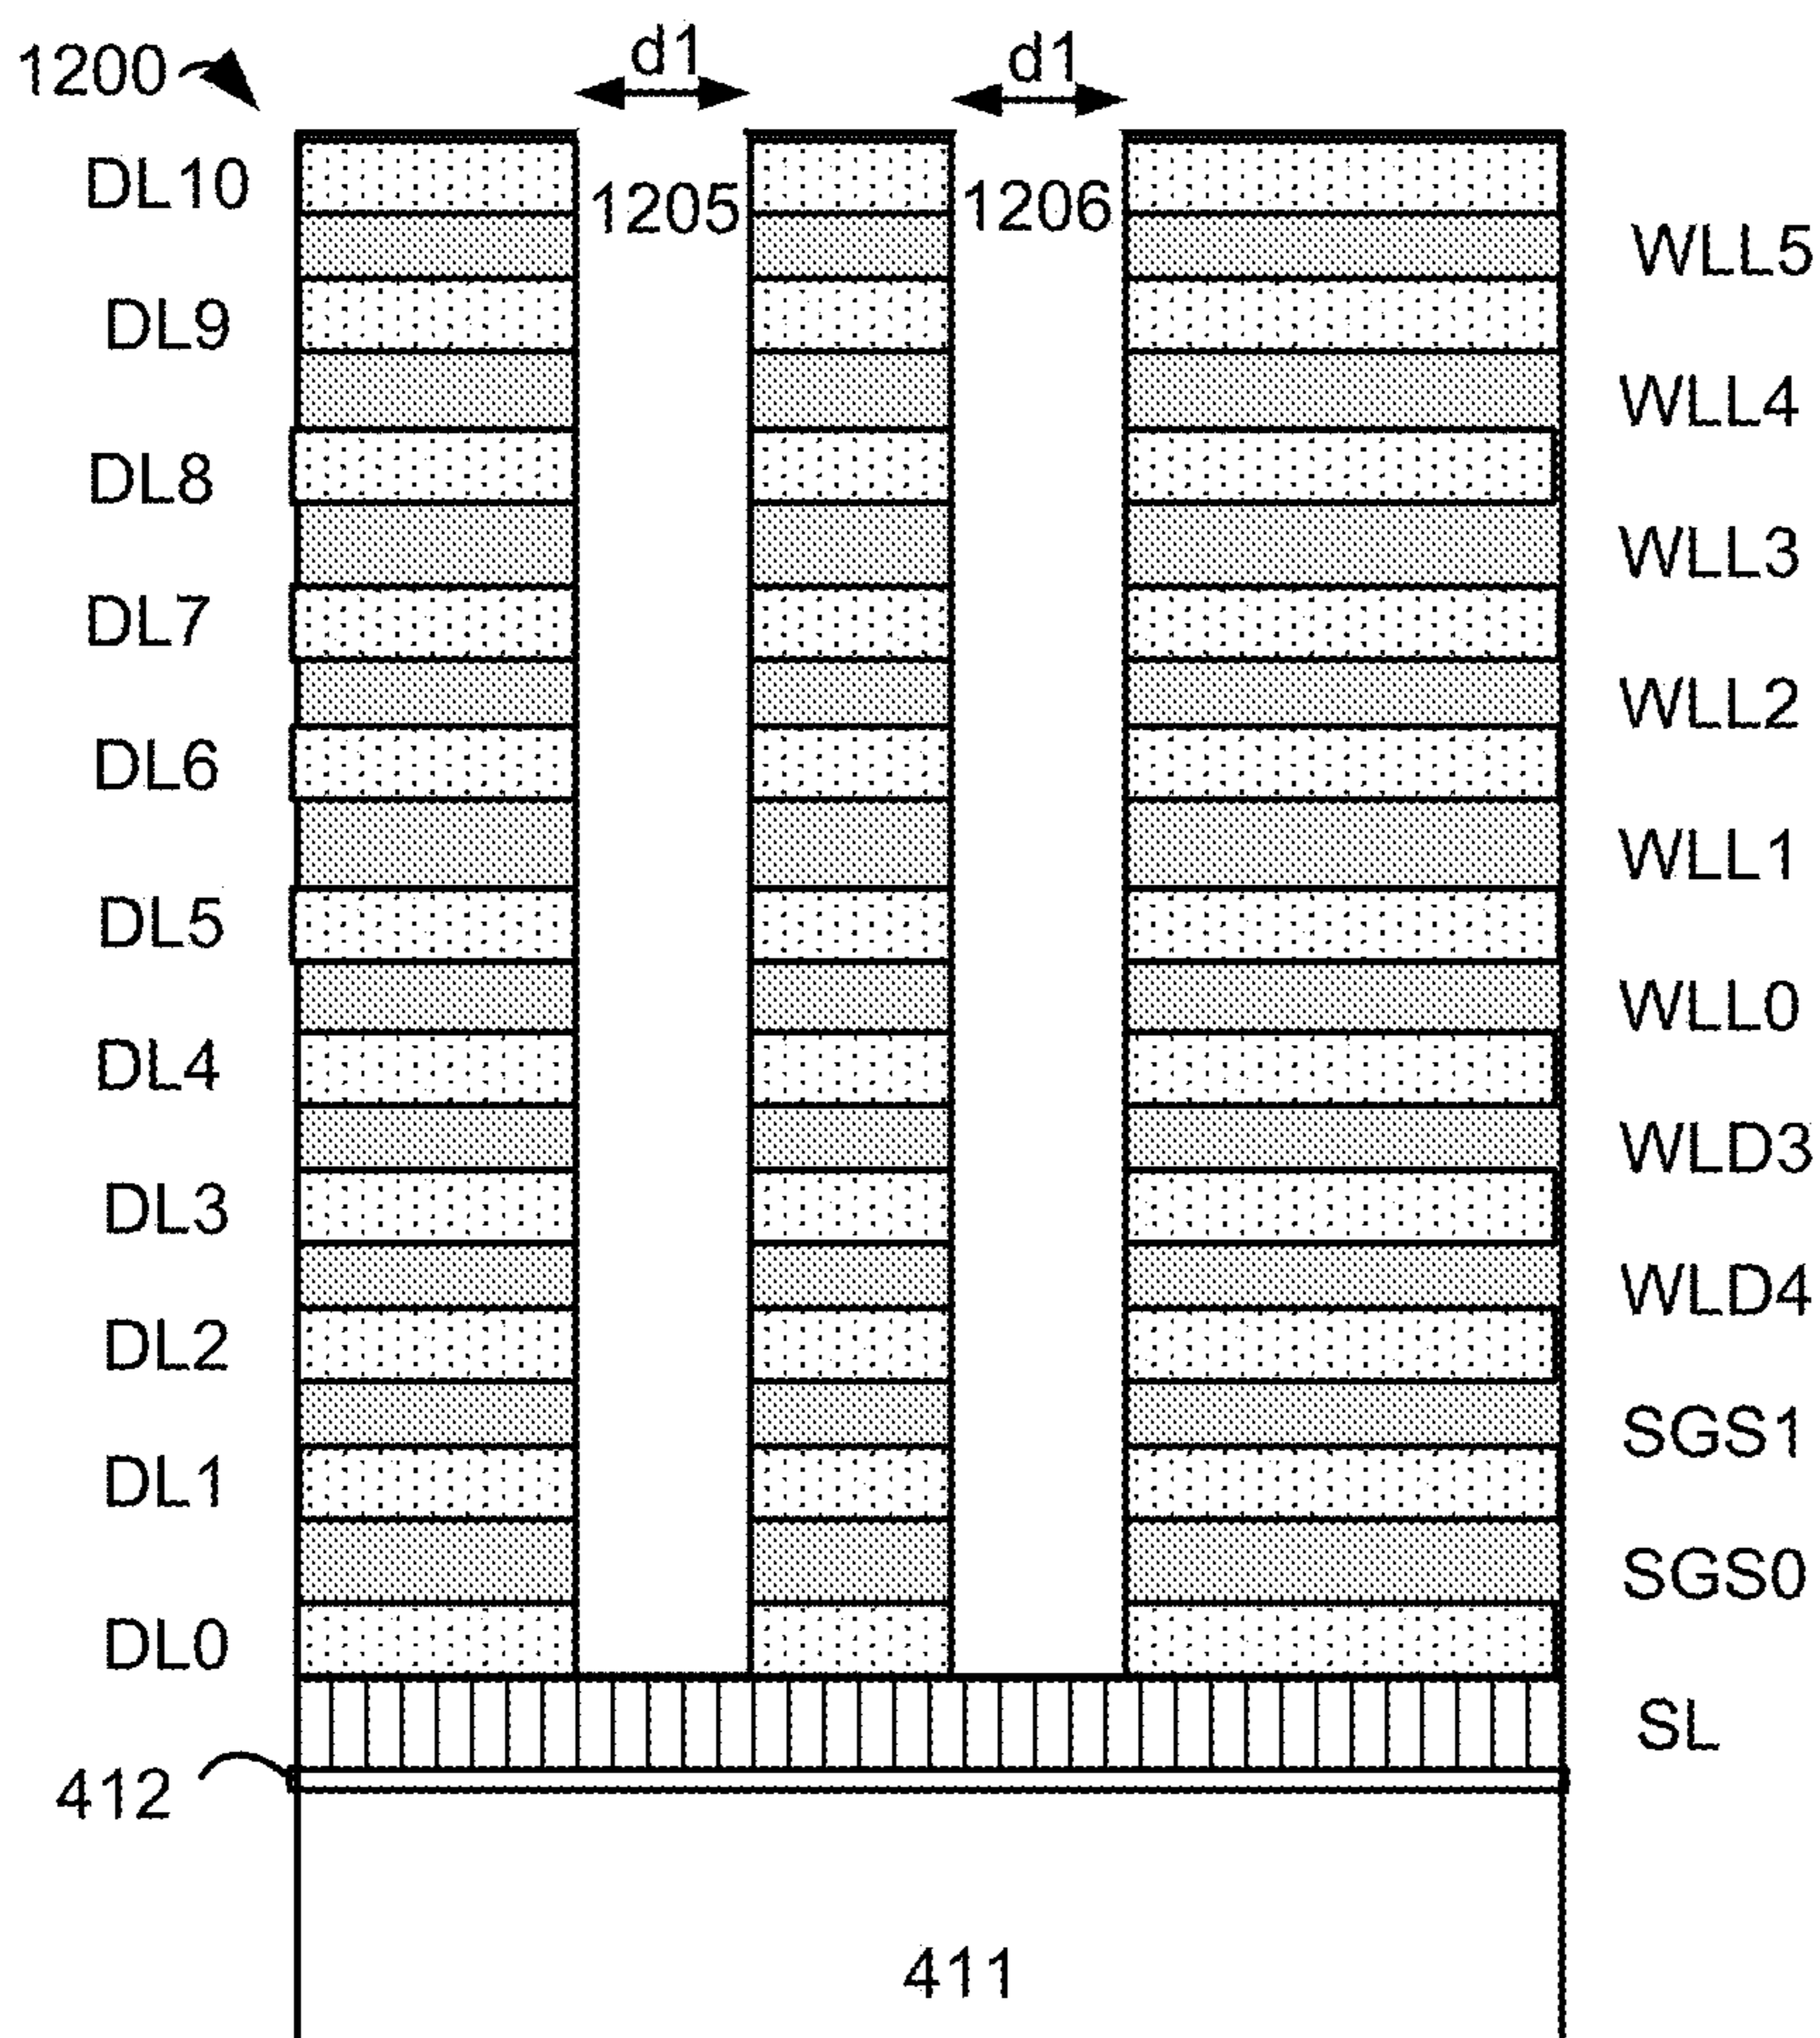 1200
d1
d1
DL10
1205
1206
WLL5
DL9
WLL4
DL8
WLL3
DL7
WLL2
DL6
WLL1
DL5
WLL0
DL4
WLD3
DL3
WLD4
DL2
SGS1
DL1
SGS0
DL0
SL
412
411